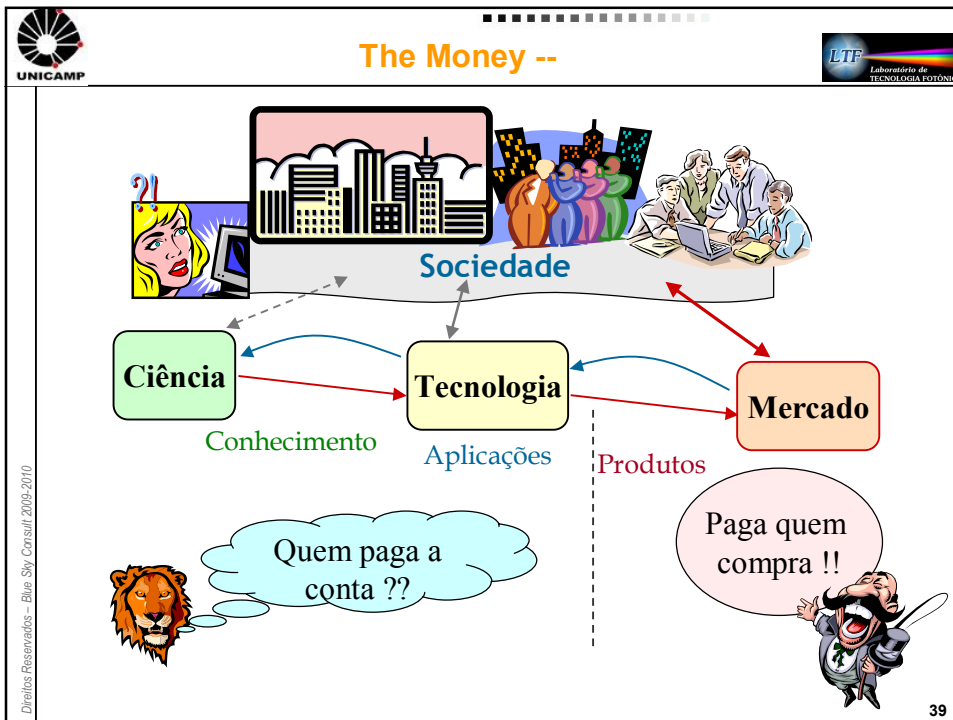 UNICAMP
The Money --
LTF
Laboratório de
TECNOLOGIA FOTÔNIC
?!
Sociedade
Ciência
Tecnologia
Mercado
Conhecimento
Aplicações
Produtos
Quem paga a
conta ??
Paga quem
compra !!
Direitos Reservados – Blue Sky Consult 2009-2010
39